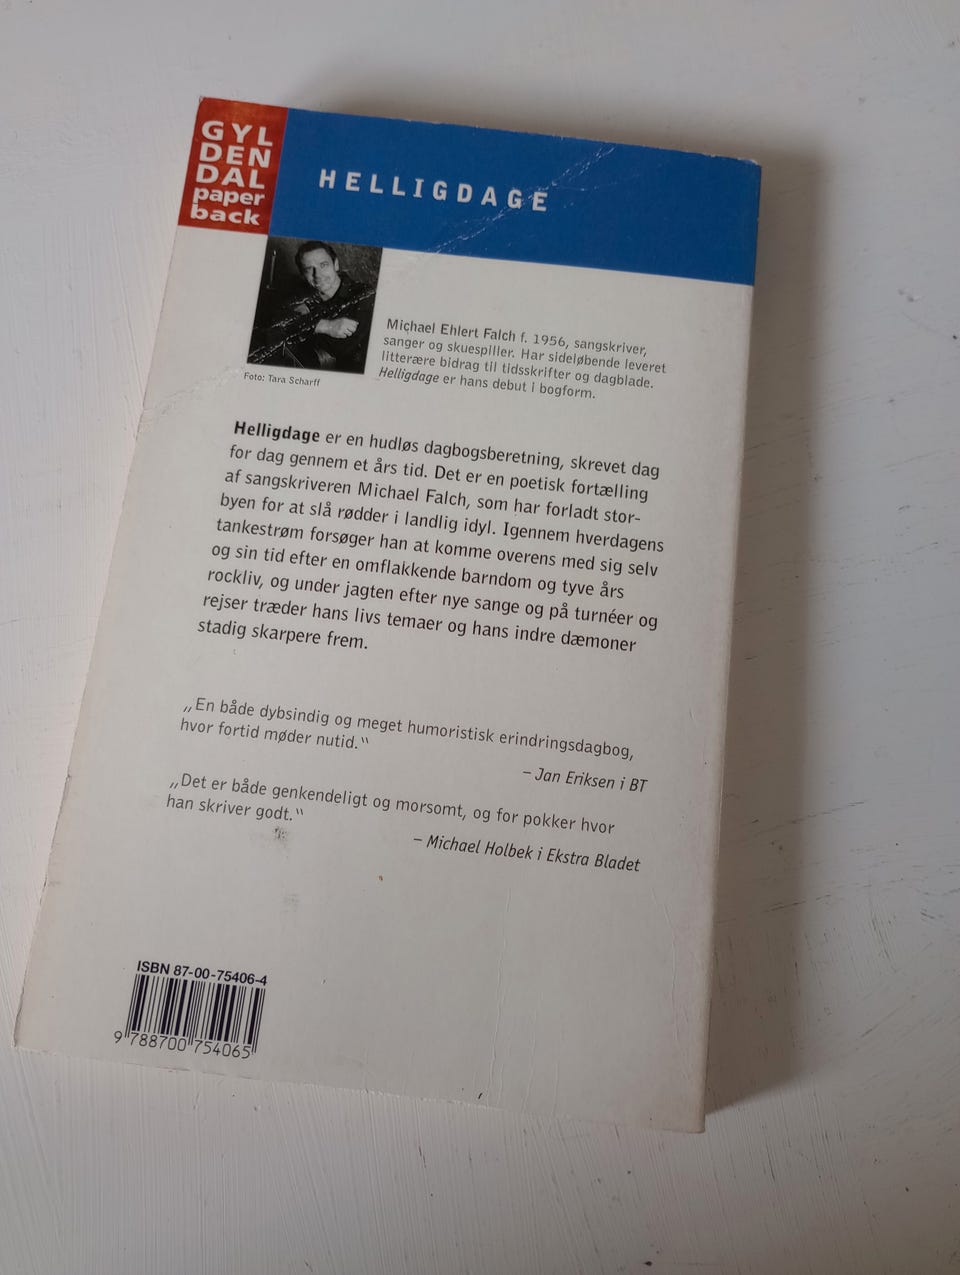 GYL
DEN
DAL
paper
back
HELLIGDAGE
Foto: Tara Scharff
Michael Ehlert Falch f. 1956, sangskriver,
sanger og skuespiller. Har sideløbende leveret
litterære bidrag til tidsskrifter og dagblade.
Helligdage er hans debut i bogform.
Helligdage er en hudløs dagbogsberetning, skrevet dag
for dag gennem et års tid. Det er en poetisk fortælling
af sangskriveren Michael Falch, som har forladt stor-
byen for at slå rødder i landlig idyl. Igennem hverdagens
tankestrøm forsøger han at komme overens med sig selv
og sin tid efter en omflakkende barndom og tyve års
rockliv, og under jagten efter nye sange og på turnéer og
rejser træder hans livs temaer og hans indre dæmoner
stadig skarpere frem.
„En både dybsindig og meget humoristisk erindringsdagbog,
hvor fortid møder nutid.“
– Jan Eriksen i BT
„Det er både genkendeligt og morsomt, og for pokker hvor
han skriver godt.“
– Michael Holbek i Ekstra Bladet
ISBN 87-00-75406-4
9 788700 754065